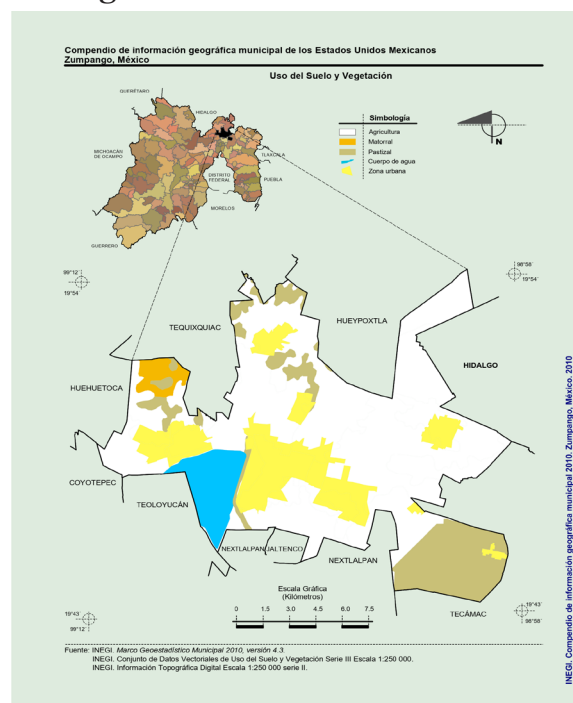 Compendio de información geográfica municipal de los Estados Unidos Mexicanos
Zumpango, México
Uso del Suelo y Vegetación
QUERÉTARO
HIDALGO
MICHOACÁN
DE OCAMPO
TLAXCALA
DISTRITO
FEDERAL
PUEBLA
MORELOS
GUERRERO
Simbología
Agricultura
Matorral
Pastizal
Cuerpo de agua
Zona urbana
N
99°12´
19°54´
98°58´
19°54´
TEQUIXQUIAC
HUEYPOXTLA
HIDALGO
HUEHUETOCA
COYOTEPEC
TEOLOYUCÁN
NEXTLALPAN
JALTENCO
NEXTLALPAN
TECÁMAC
Escala Gráfica
(Kilómetros)
0 1.5 3.0 4.5 6.0 7.5
19°43´
99°12´
19°43´
98°58´
Fuente: INEGI. Marco Geoestadístico Municipal 2010, versión 4.3.
INEGI. Conjunto de Datos Vectoriales de Uso del Suelo y Vegetación Serie III Escala 1:250 000.
INEGI. Información Topográfica Digital Escala 1:250 000 serie II.
INEGI. Compendio de información geográfica municipal 2010. Zumpango, México. 2010